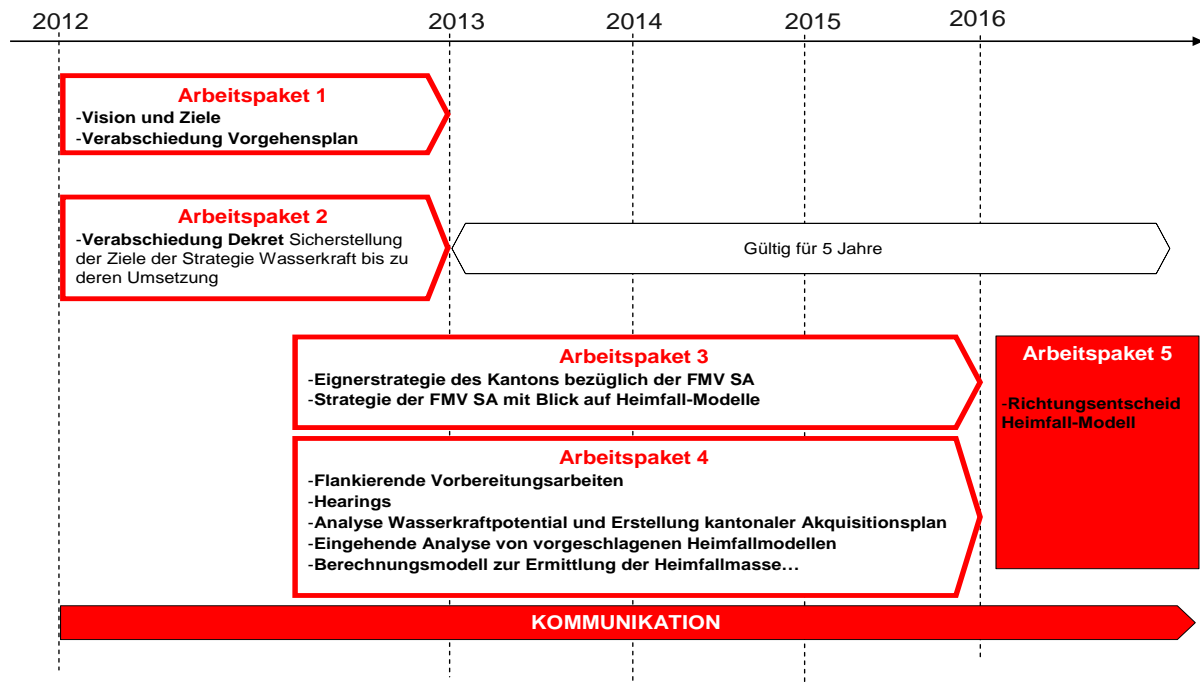 2012 2013 2014 2015 2016
Arbeitspaket 1
-Vision und Ziele
-Verabschiedung Vorgehensplan
Arbeitspaket 2
-Verabschiedung Dekret Sicherstellung
der Ziele der Strategie Wasserkraft bis zu
deren Umsetzung
Gültig für 5 Jahre
Arbeitspaket 3
-Eignerstrategie des Kantons bezüglich der FMV SA
-Strategie der FMV SA mit Blick auf Heimfall-Modelle
Arbeitspaket 5
-Richtungsentscheid
Heimfall-Modell
Arbeitspaket 4
-Flankierende Vorbereitungsarbeiten
-Hearings
-Analyse Wasserkraftpotential und Erstellung kantonaler Akquisitionsplan
-Eingehende Analyse von vorgeschlagenen Heimfallmodellen
-Berechnungsmodell zur Ermittlung der Heimfallmasse…
KOMMUNIKATION